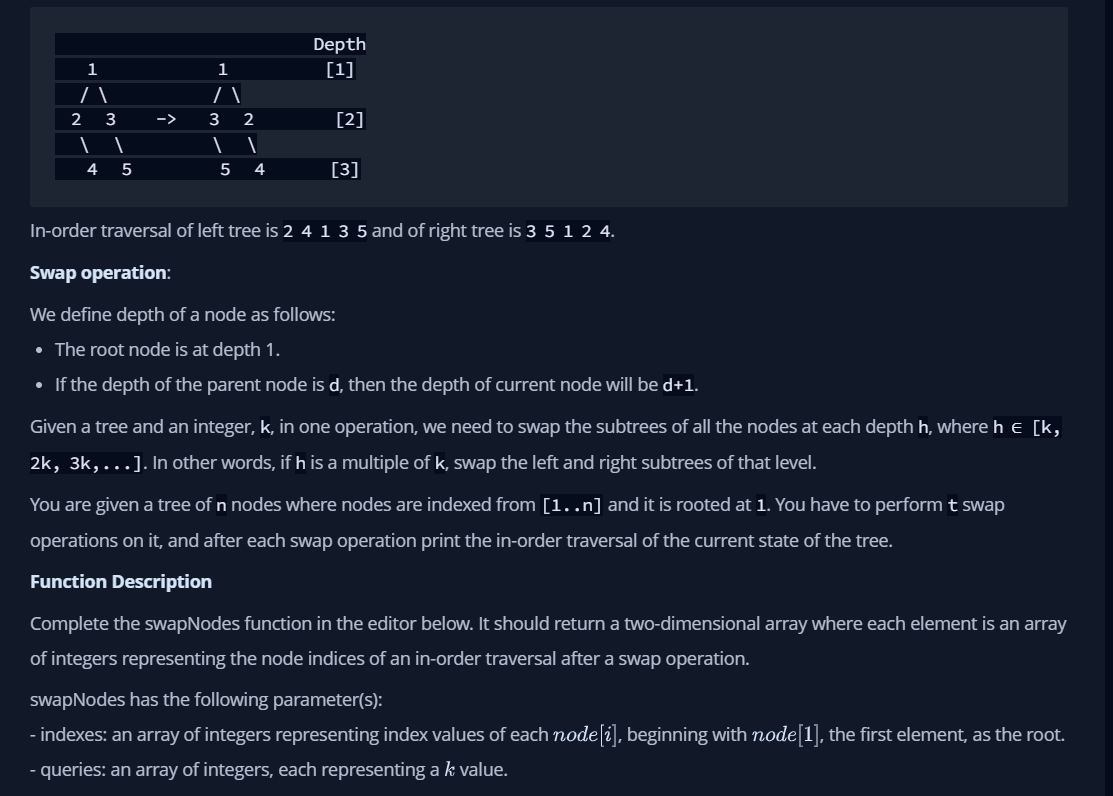 Depth
1 1 [1]
/ \ / \
2 3 -> 3 2 [2]
\ \ \ \
4 5 5 4 [3]
In-order traversal of left tree is 2 4 1 3 5 and of right tree is 3 5 1 2 4.
Swap operation:
We define depth of a node as follows:
• The root node is at depth 1.
• If the depth of the parent node is d, then the depth of current node will be d+1.
Given a tree and an integer, k, in one operation, we need to swap the subtrees of all the nodes at each depth h, where h ∈ [k,
2k, 3k,...]. In other words, if h is a multiple of k, swap the left and right subtrees of that level.
You are given a tree of n nodes where nodes are indexed from [1..n] and it is rooted at 1. You have to perform t swap
operations on it, and after each swap operation print the in-order traversal of the current state of the tree.
Function Description
Complete the swapNodes function in the editor below. It should return a two-dimensional array where each element is an array
of integers representing the node indices of an in-order traversal after a swap operation.
swapNodes has the following parameter(s):
- indexes: an array of integers representing index values of each node[i], beginning with node[1], the first element, as the root.
- queries: an array of integers, each representing a k value.